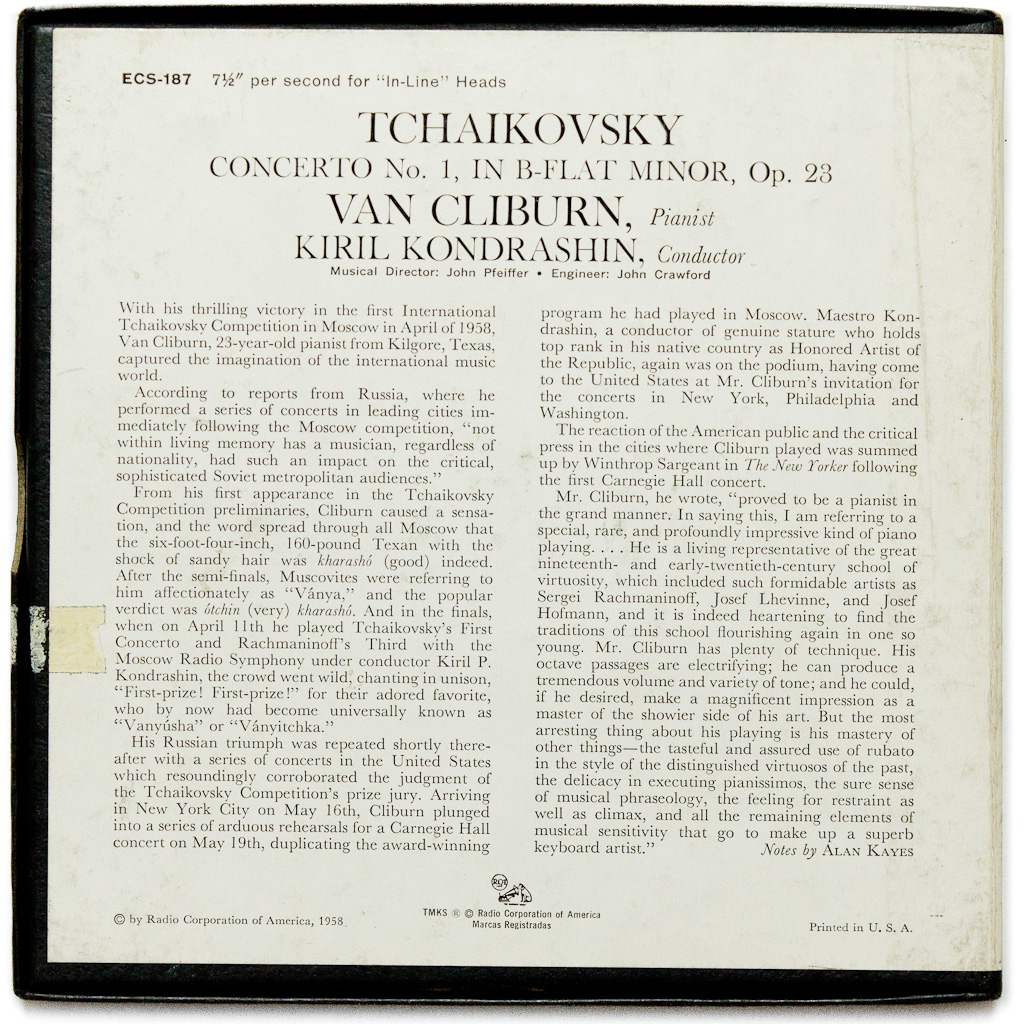 ECS-187 7½" per second for "In-Line" Heads
TCHAIKOVSKY
CONCERTO No. 1, IN B-FLAT MINOR, Op. 23
VAN CLIBURN, Pianist
KIRIL KONDRASHIN, Conductor
Musical Director: John Pfeiffer • Engineer: John Crawford
With his thrilling victory in the first International
Tchaikovsky Competition in Moscow in April of 1958,
Van Cliburn, 23-year-old pianist from Kilgore, Texas,
captured the imagination of the international music
world.
According to reports from Russia, where he
performed a series of concerts in leading cities im-
mediately following the Moscow competition, "not
within living memory has a musician, regardless of
nationality, had such an impact on the critical,
sophisticated Soviet metropolitan audiences."
From his first appearance in the Tchaikovsky
Competition preliminaries, Cliburn caused a sensa-
tion, and the word spread through all Moscow that
the six-foot-four-inch, 160-pound Texan with the
shock of sandy hair was kharashó (good) indeed.
After the semi-finals, Muscovites were referring to
him affectionately as "Ványa," and the popular
verdict was ótchin (very) kharashó. And in the finals,
when on April 11th he played Tchaikovsky's First
Concerto and Rachmaninoff's Third with the
Moscow Radio Symphony under conductor Kiril P.
Kondrashin, the crowd went wild, chanting in unison,
"First-prize! First-prize!" for their adored favorite,
who by now had become universally known as
"Vanyúsha" or "Ványitchka."
His Russian triumph was repeated shortly there-
after with a series of concerts in the United States
which resoundingly corroborated the judgment of
the Tchaikovsky Competition's prize jury. Arriving
in New York City on May 16th, Cliburn plunged
into a series of arduous rehearsals for a Carnegie Hall
concert on May 19th, duplicating the award-winning
program he had played in Moscow. Maestro Kon-
drashin, a conductor of genuine stature who holds
top rank in his native country as Honored Artist of
the Republic, again was on the podium, having come
to the United States at Mr. Cliburn's invitation for
the concerts in New York, Philadelphia and
Washington.
The reaction of the American public and the critical
press in the cities where Cliburn played was summed
up by Winthrop Sargeant in The New Yorker following
the first Carnegie Hall concert.
Mr. Cliburn, he wrote, "proved to be a pianist in
the grand manner. In saying this, I am referring to a
special, rare, and profoundly impressive kind of piano
playing. . . . He is a living representative of the great
nineteenth- and early-twentieth-century school of
virtuosity, which included such formidable artists as
Sergei Rachmaninoff, Josef Lhevinne, and Josef
Hofmann, and it is indeed heartening to find the
traditions of this school flourishing again in one so
young. Mr. Cliburn has plenty of technique. His
octave passages are electrifying; he can produce a
tremendous volume and variety of tone; and he could,
if he desired, make a magnificent impression as a
master of the showier side of his art. But the most
arresting thing about his playing is his mastery of
other things—the tasteful and assured use of rubato
in the style of the distinguished virtuosos of the past,
the delicacy in executing pianissimos, the sure sense
of musical phraseology, the feeling for restraint as
well as climax, and all the remaining elements of
musical sensitivity that go to make up a superb
keyboard artist." Notes by ALAN KAYES
RCA
© by Radio Corporation of America, 1958
TMKS ® © Radio Corporation of America
Marcas Registradas
Printed in U. S. A.